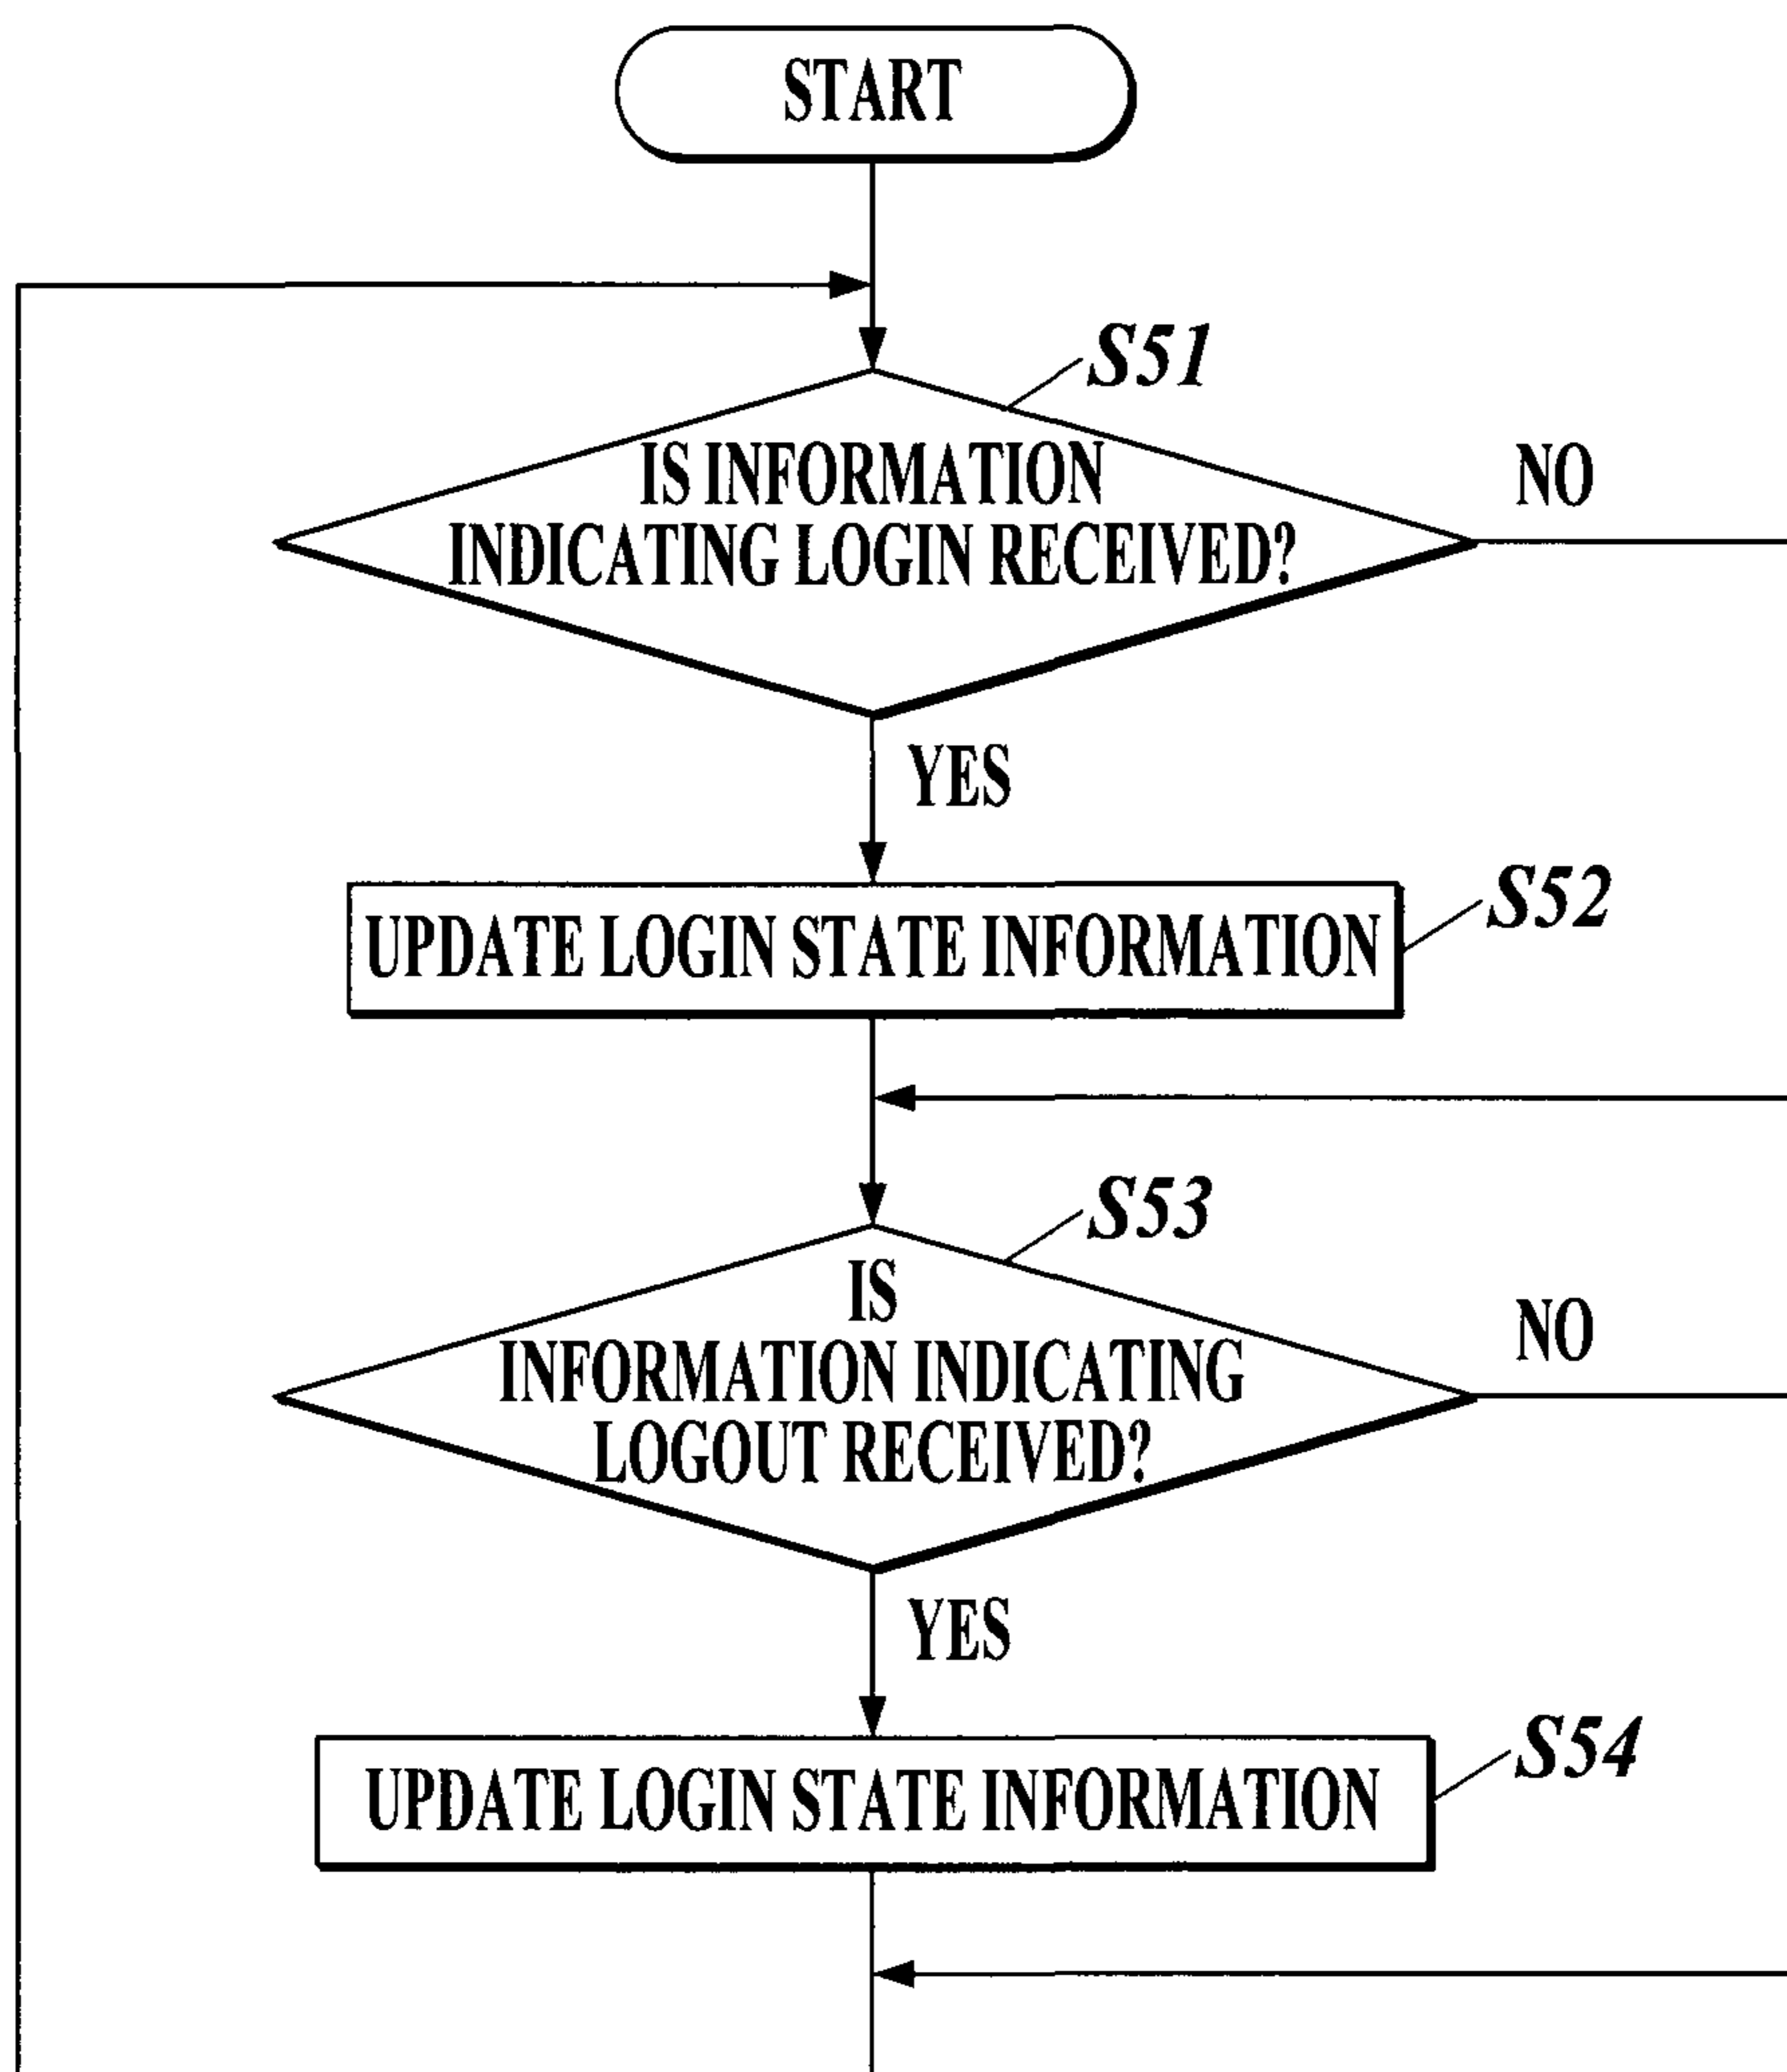 START
S51
IS INFORMATION
INDICATING LOGIN RECEIVED?
NO
YES
UPDATE LOGIN STATE INFORMATION
S52
S53
IS
INFORMATION INDICATING
LOGOUT RECEIVED?
NO
YES
UPDATE LOGIN STATE INFORMATION
S54